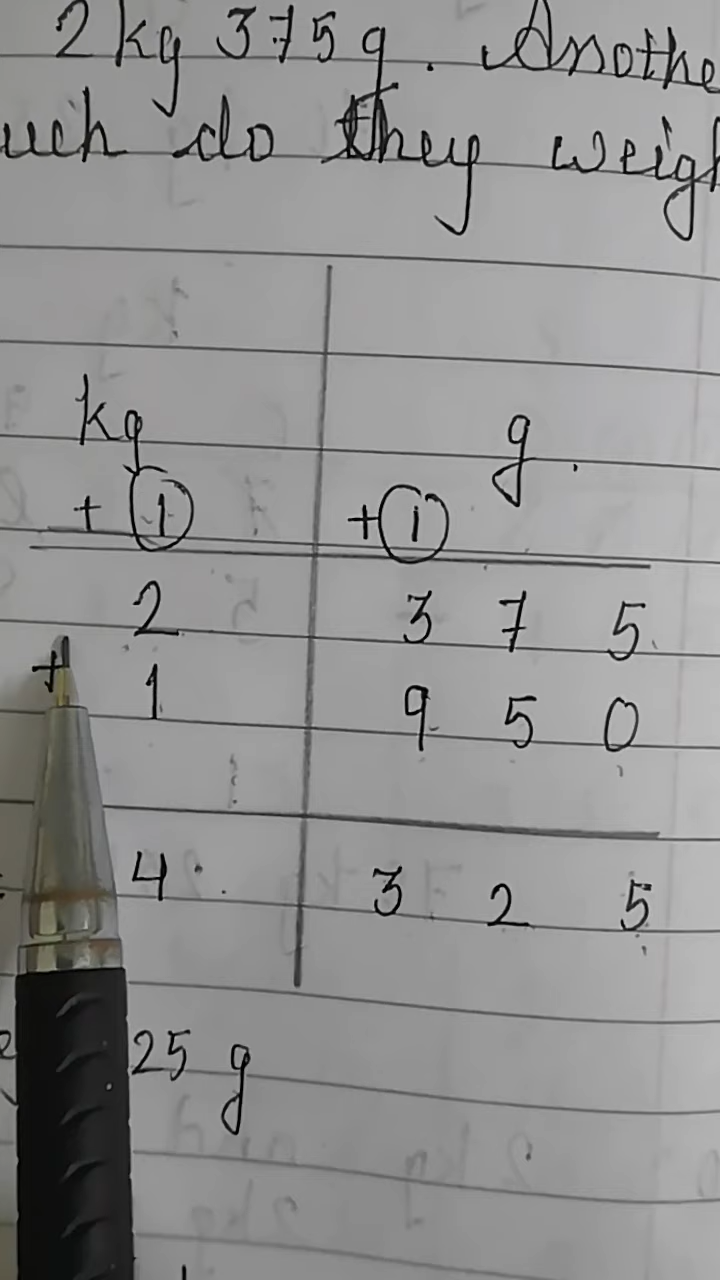 2 kg 375 g. Anothe
uch do they weigh
kg g.
+ 1 +1
2 3 7 5
+ 1 9 5 0
4 3 2 5
25 g